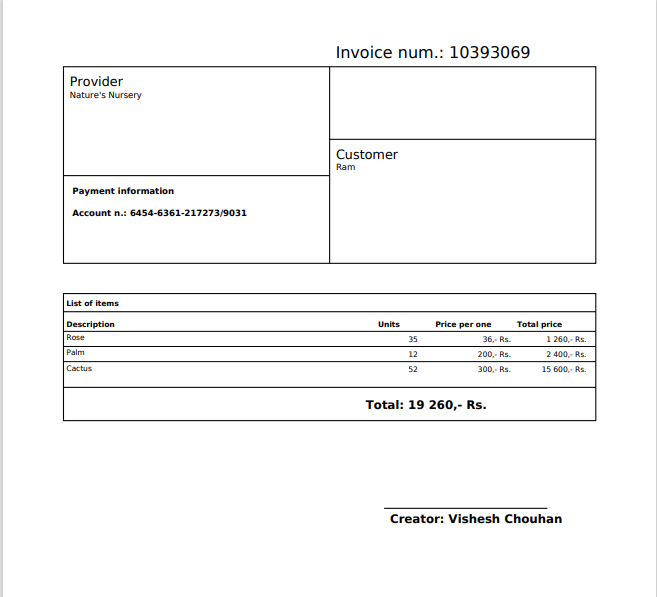 Invoice num.: 10393069
Provider
Nature's Nursery
Customer
Ram
Payment information
Account n.: 6454-6361-217273/9031
List of items
Description Units Price per one Total price
Rose 35 36,- Rs. 1 260,- Rs.
Palm 12 200,- Rs. 2 400,- Rs.
Cactus 52 300,- Rs. 15 600,- Rs.
Total: 19 260,- Rs.
Creator: Vishesh Chouhan